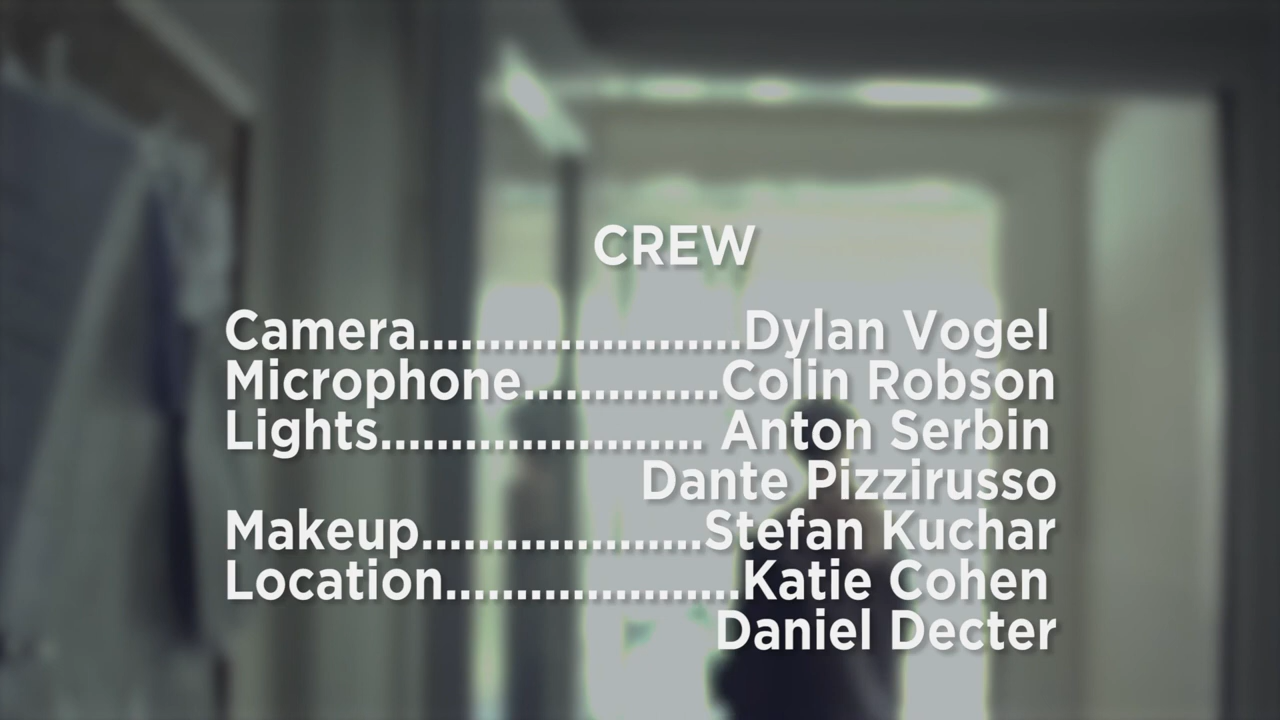 CREW
Camera.......................Dylan Vogel
Microphone..............Colin Robson
Lights....................... Anton Serbin
Dante Pizzirusso
Makeup....................Stefan Kuchar
Location.....................Katie Cohen
Daniel Decter